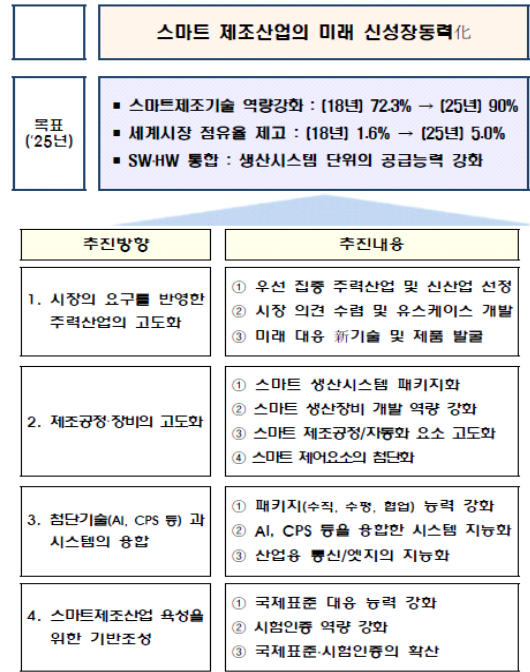 스마트 제조산업의 미래 신성장동력化
목표
('25년)
▪ 스마트제조기술 역량강화 : (18년) 72.3% → (25년) 90%
▪ 세계시장 점유율 제고 : (18년) 1.6% → (25년) 5.0%
▪ SW·HW 통합 : 생산시스템 단위의 공급능력 강화
추진방향
추진내용
1. 시장의 요구를 반영한
주력산업의 고도화
① 우선 집중 주력산업 및 신산업 선정
② 시장 의견 수렴 및 유스케이스 개발
③ 미래 대응 新기술 및 제품 발굴
2. 제조공정·장비의 고도화
① 스마트 생산시스템 패키지화
② 스마트 생산장비 개발 역량 강화
③ 스마트 제조공정/자동화 요소 고도화
④ 스마트 제어요소의 첨단화
3. 첨단기술(AI, CPS 등) 과
시스템의 융합
① 패키지(수직, 수평, 협업) 능력 강화
② AI, CPS 등을 융합한 시스템 지능화
③ 산업용 통신/엣지의 지능화
4. 스마트제조산업 육성을
위한 기반조성
① 국제표준 대응 능력 강화
② 시험인증 역량 강화
③ 국제표준·시험인증의 확산